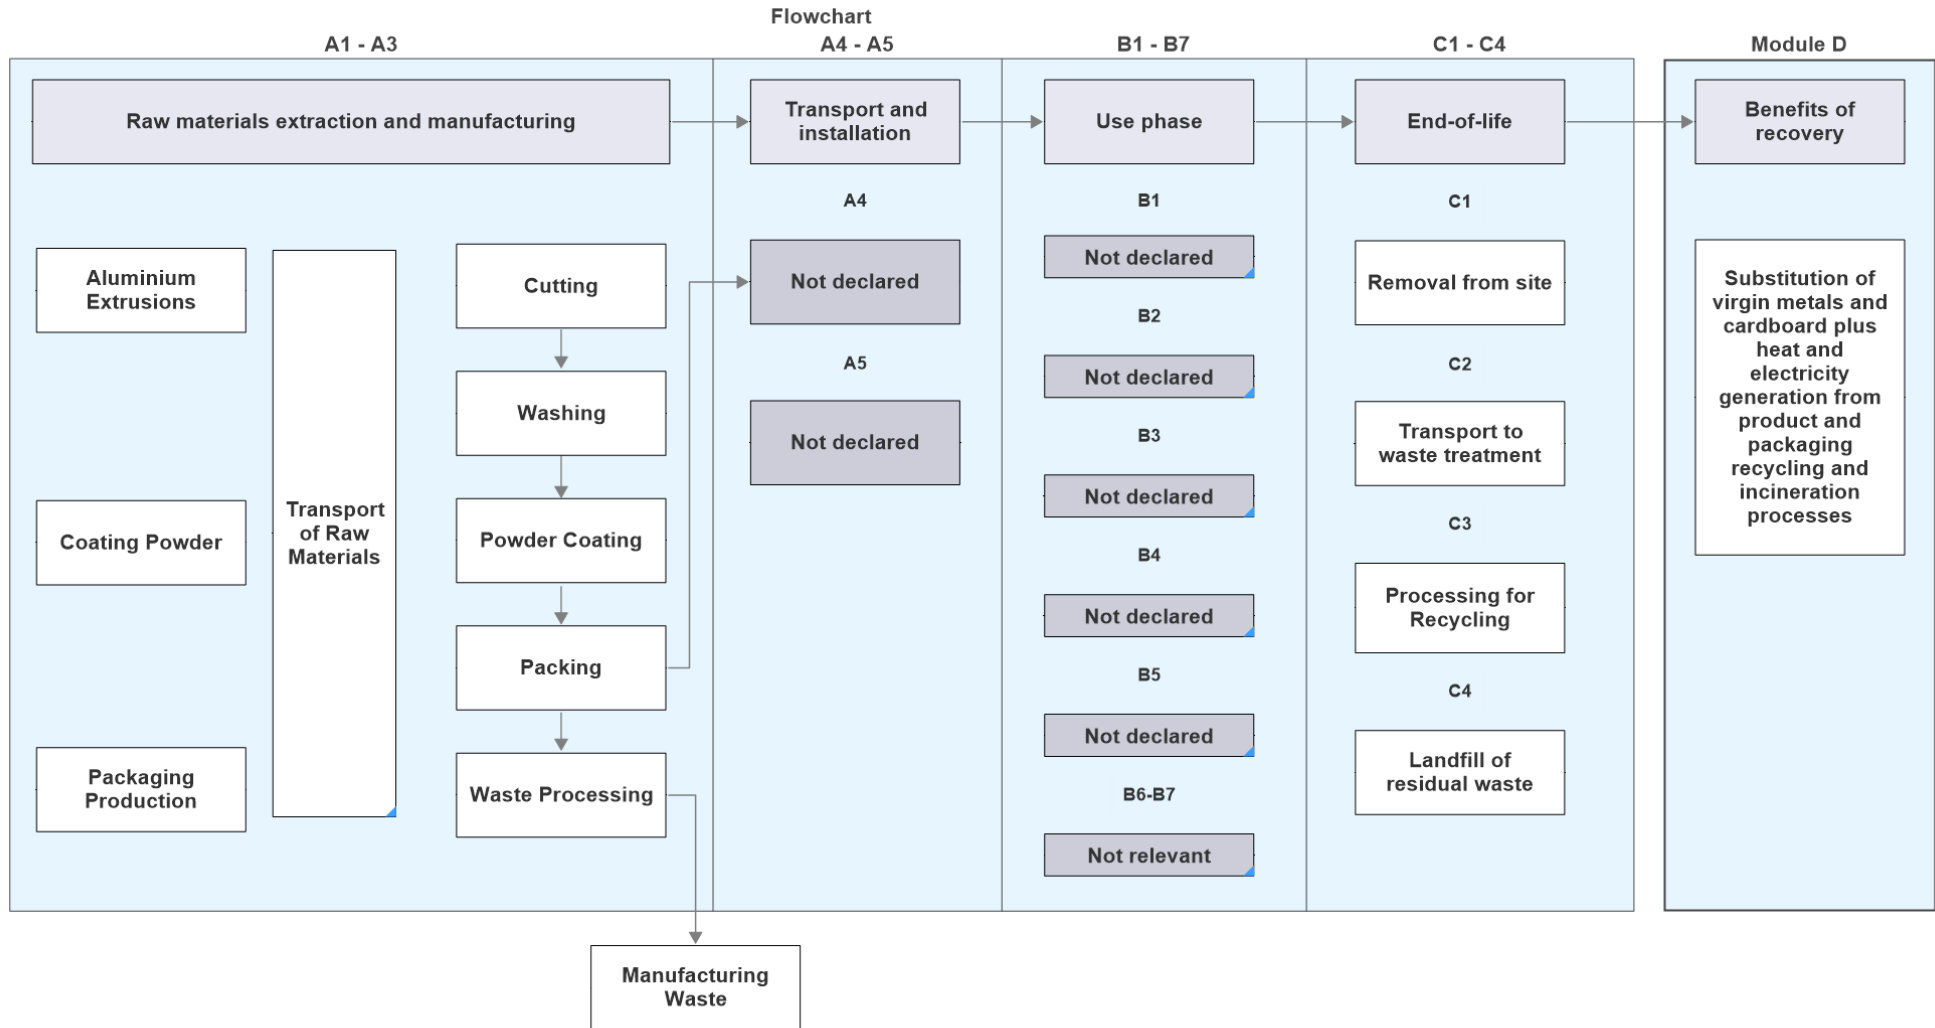 Flowchart
A1 - A3
A4 - A5
B1 - B7
C1 - C4
Module D
Raw materials extraction and manufacturing
Transport and
installation
Use phase
End-of-life
Benefits of
recovery
Aluminium
Extrusions
Coating Powder
Packaging
Production
Transport
of Raw
Materials
Cutting
Washing
Powder Coating
Packing
Waste Processing
Manufacturing
Waste
A4
Not declared
A5
Not declared
B1
Not declared
B2
Not declared
B3
Not declared
B4
Not declared
B5
Not declared
B6-B7
Not relevant
C1
Removal from site
C2
Transport to
waste treatment
C3
Processing for
Recycling
C4
Landfill of
residual waste
Substitution of
virgin metals and
cardboard plus
heat and
electricity
generation from
product and
packaging
recycling and
incineration
processes